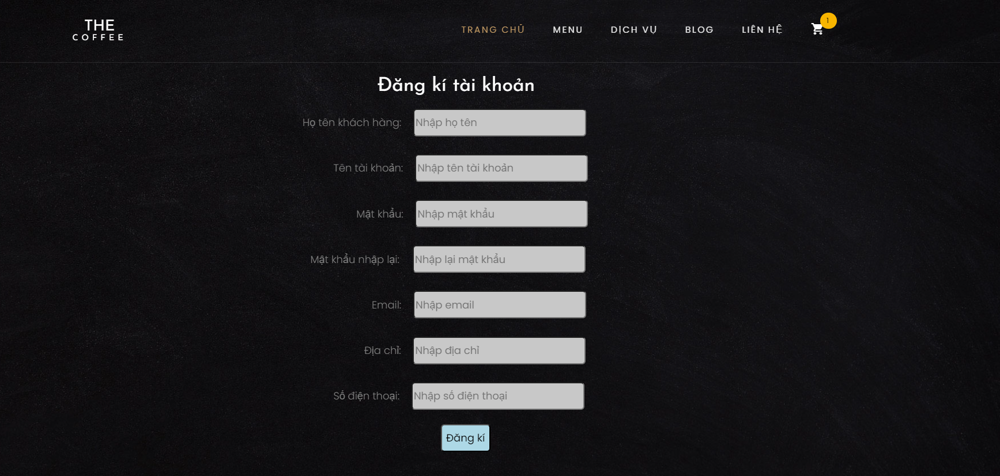 THE
COFFEE
TRANG CHỦ MENU DỊCH VỤ BLOG LIÊN HỆ 1
Đăng kí tài khoản
Họ tên khách hàng: Nhập họ tên
Tên tài khoản: Nhập tên tài khoản
Mật khẩu: Nhập mật khẩu
Mật khẩu nhập lại: Nhập lại mật khẩu
Email: Nhập email
Địa chỉ: Nhập địa chỉ
Số điện thoại: Nhập số điện thoại
Đăng kí